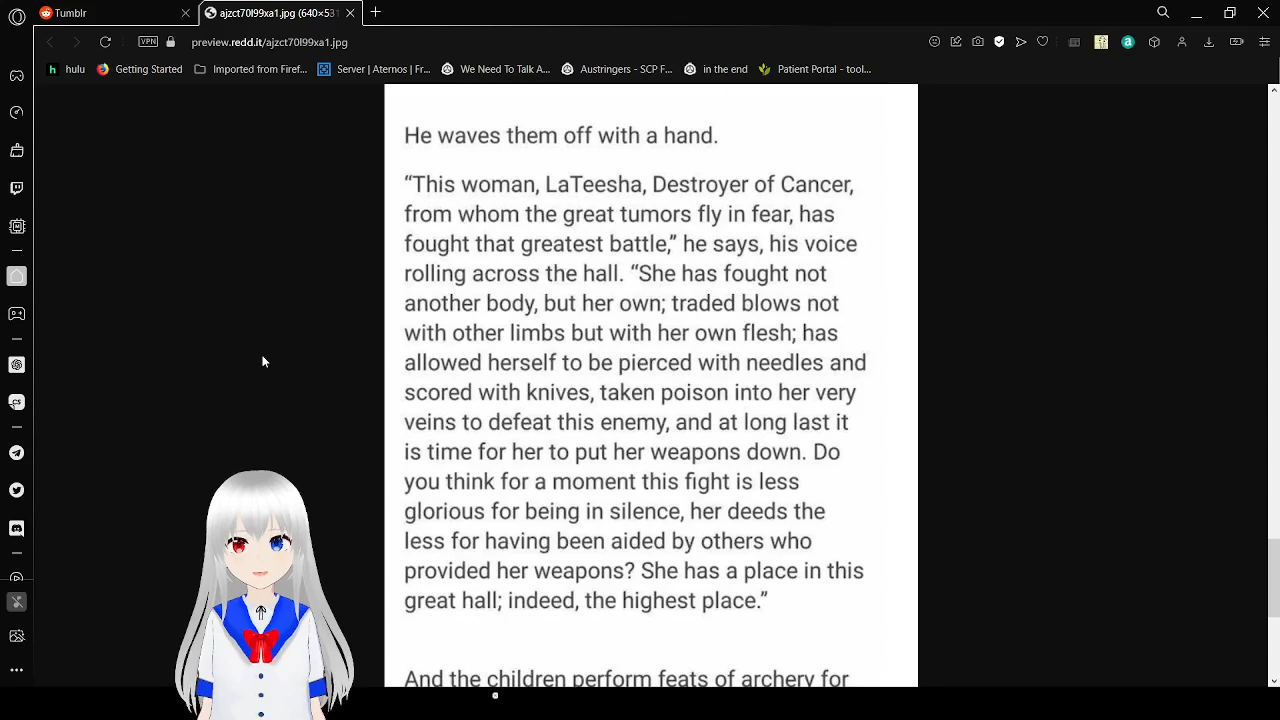 Tumblr
ajzct70l99xa1.jpg (640×531
VPN
preview.redd.it/ajzct70l99xa1.jpg
hulu
Getting Started
Imported from Firef...
Server | Aternos | Fr...
We Need To Talk A...
Austringers - SCP F...
in the end
Patient Portal - tool...
He waves them off with a hand.
“This woman, LaTeesha, Destroyer of Cancer,
from whom the great tumors fly in fear, has
fought that greatest battle,” he says, his voice
rolling across the hall. “She has fought not
another body, but her own; traded blows not
with other limbs but with her own flesh; has
allowed herself to be pierced with needles and
scored with knives, taken poison into her very
veins to defeat this enemy, and at long last it
is time for her to put her weapons down. Do
you think for a moment this fight is less
glorious for being in silence, her deeds the
less for having been aided by others who
provided her weapons? She has a place in this
great hall; indeed, the highest place.”
And the children perform feats of archery for